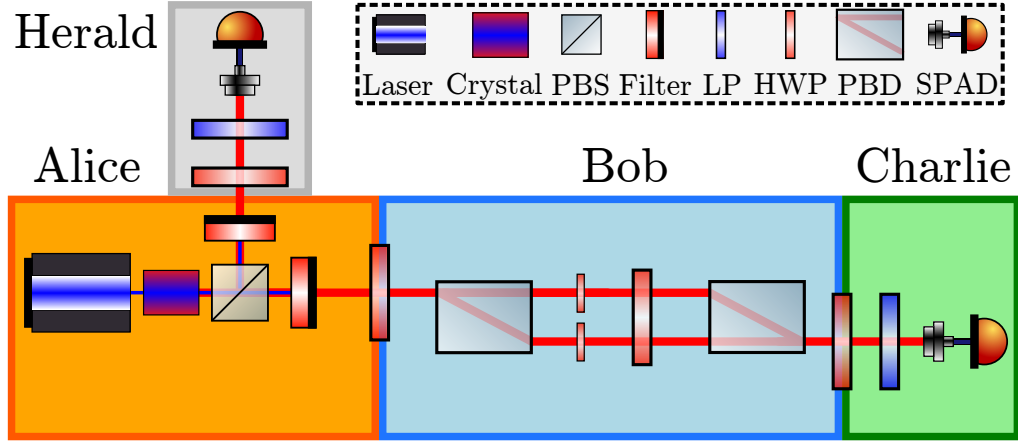 Herald
Laser Crystal PBS Filter LP HWP PBD SPAD
Alice Bob Charlie